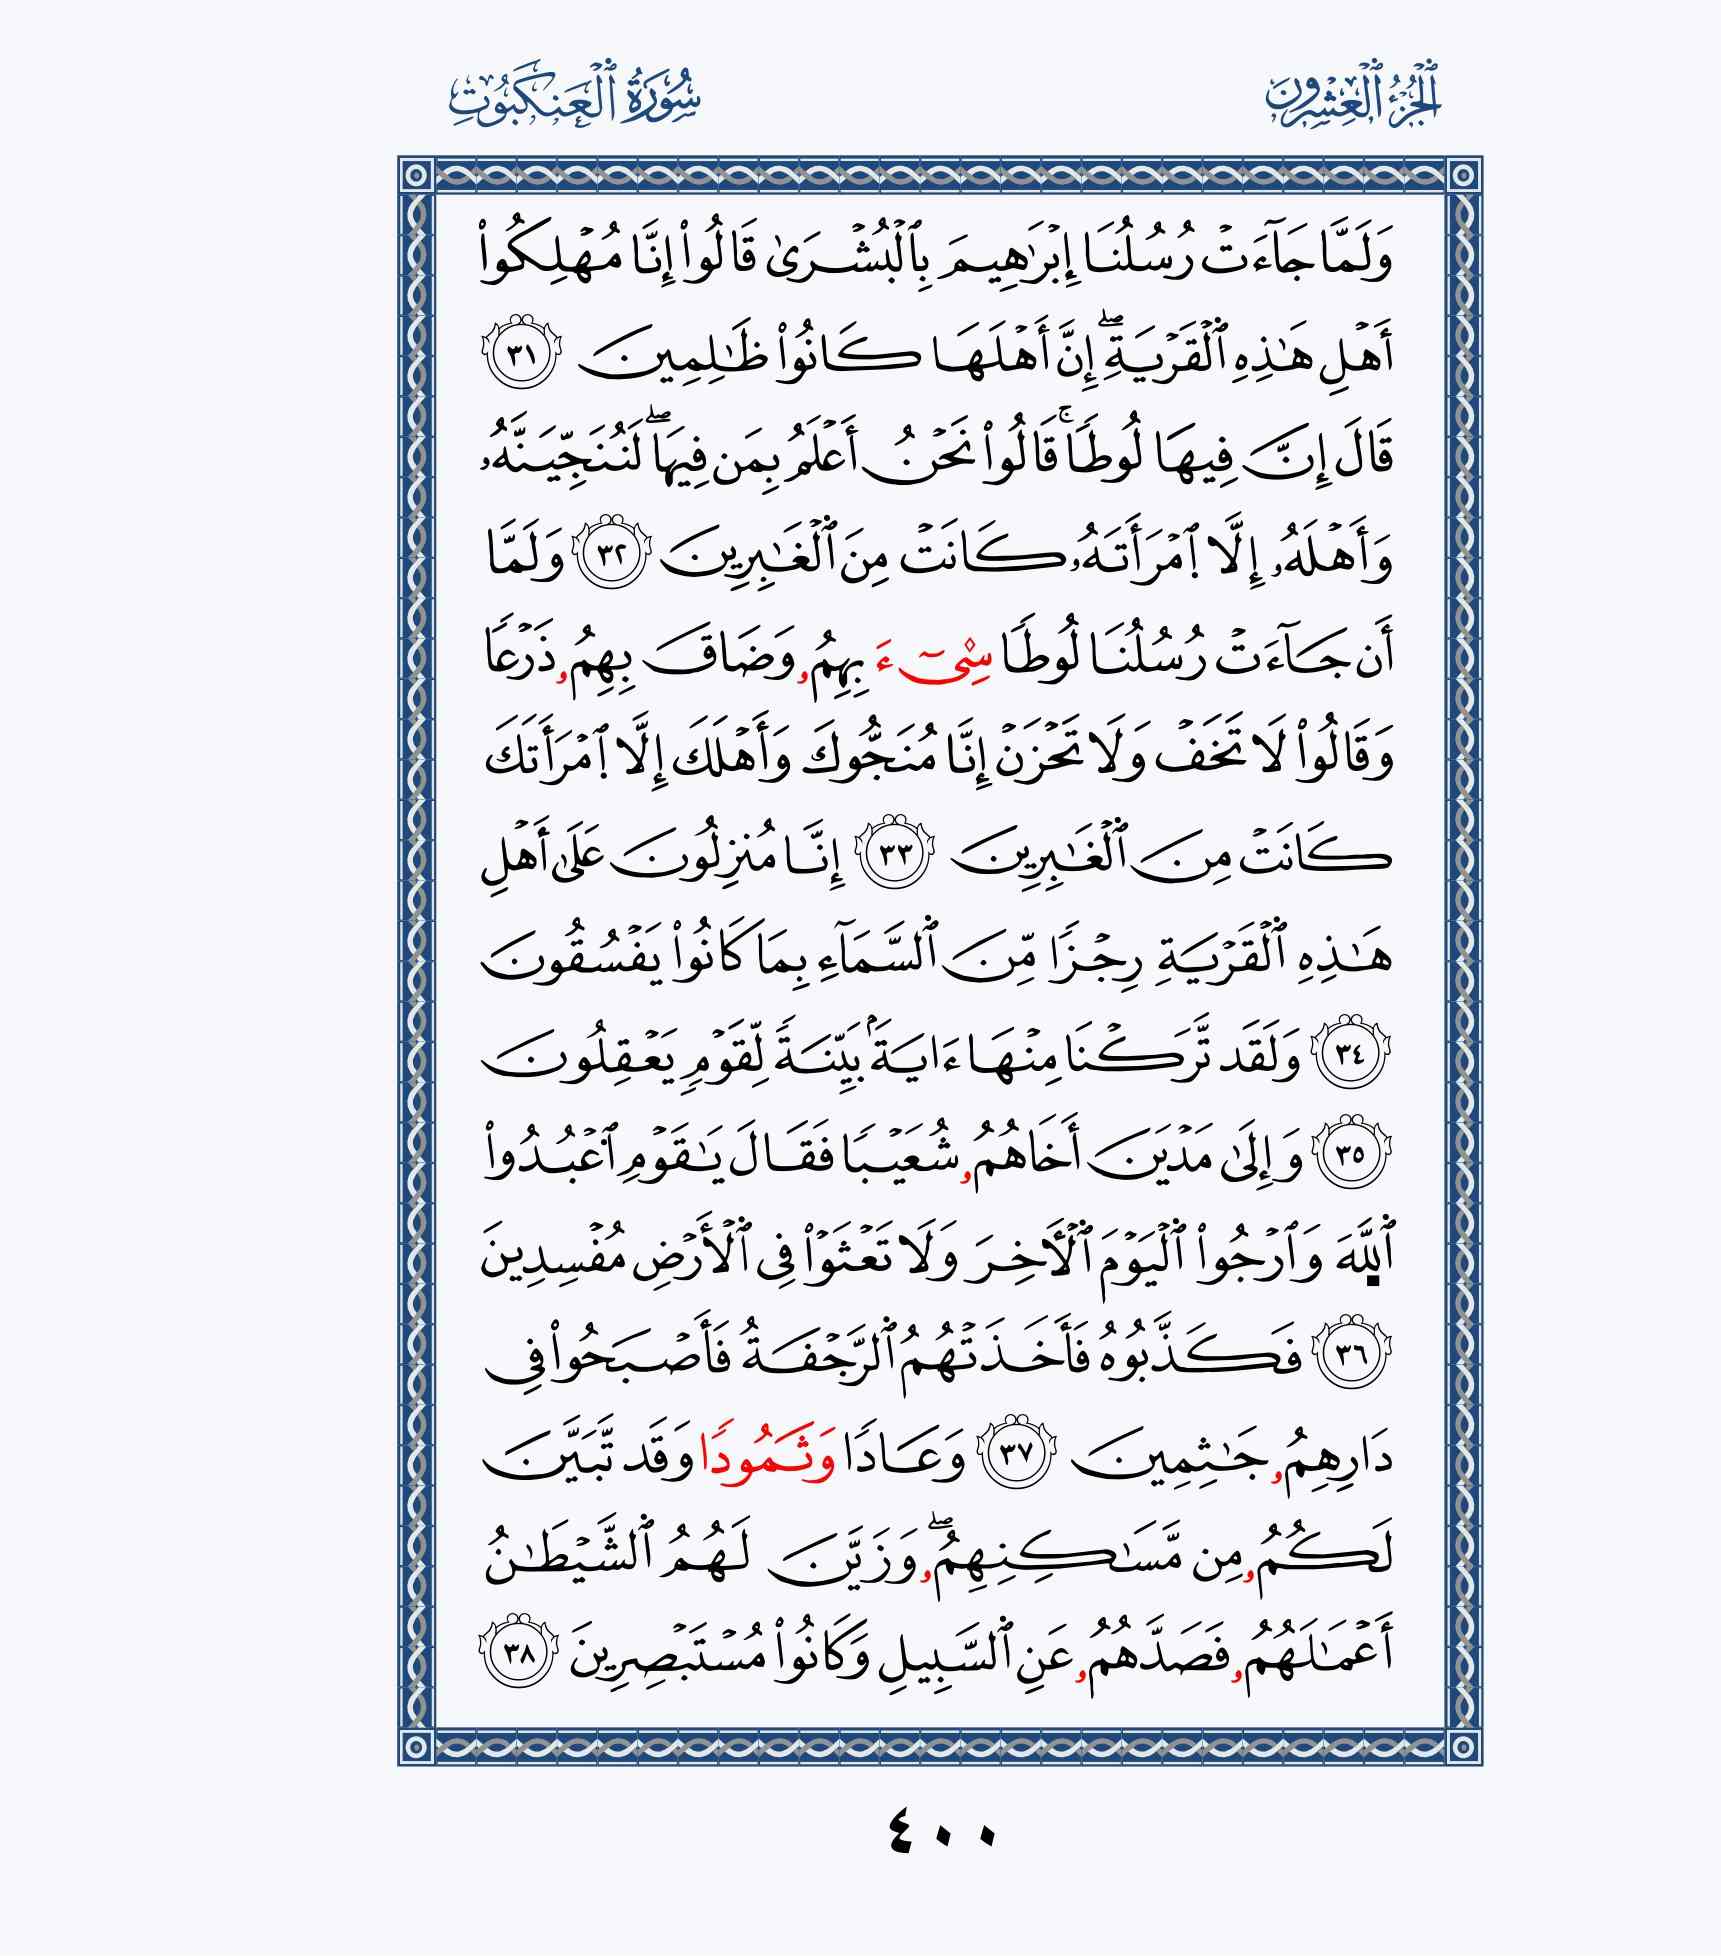 الجُزْءُ ٱلْعِشْرُونَ
سُورَةُ ٱلْعَنكَبُوتِ
وَلَمَّا جَآءَتْ رُسُلُنَا إِبْرَٰهِيمَ بِٱلْبُشْرَىٰ قَالُوا۟ إِنَّا مُهْلِكُوا۟
أَهْلِ هَٰذِهِ ٱلْقَرْيَةِۖ إِنَّ أَهْلَهَا كَانُوا۟ ظَٰلِمِينَ ٣١
قَالَ إِنَّ فِيهَا لُوطًاۚ قَالُوا۟ نَحْنُ أَعْلَمُ بِمَن فِيهَاۖ لَنُنَجِّيَنَّهُۥ
وَأَهْلَهُۥ إِلَّا ٱمْرَأَتَهُۥ كَانَتْ مِنَ ٱلْغَٰبِرِينَ ٣٢ وَلَمَّا
أَن جَآءَتْ رُسُلُنَا لُوطًا سِيٓءَ بِهِمُۥ وَضَاقَ بِهِمُۥ ذَرْعًا
وَقَالُوا۟ لَا تَخَفْ وَلَا تَحْزَنْ إِنَّا مُنَجُّوكَ وَأَهْلَكَ إِلَّا ٱمْرَأَتَكَ
كَانَتْ مِنَ ٱلْغَٰبِرِينَ ٣٣ إِنَّا مُنزِلُونَ عَلَىٰ أَهْلِ
هَٰذِهِ ٱلْقَرْيَةِ رِجْزًا مِّنَ ٱلسَّمَآءِ بِمَا كَانُوا۟ يَفْسُقُونَ
٣٤ وَلَقَد تَّرَكْنَا مِنْهَا ءَايَةَۢ بَيِّنَةً لِّقَوْمٍ يَعْقِلُونَ
٣٥ وَإِلَىٰ مَدْيَنَ أَخَاهُمُۥ شُعَيْبًا فَقَالَ يَٰقَوْمِ ٱعْبُدُوا۟
ٱللَّهَ وَٱرْجُوا۟ ٱلْيَوْمَ ٱلْأَخِرَ وَلَا تَعْثَوْا۟ فِى ٱلْأَرْضِ مُفْسِدِينَ
٣٦ فَكَذَّبُوهُ فَأَخَذَتْهُمُ ٱلرَّجْفَةُ فَأَصْبَحُوا۟ فِى
دَارِهِمُۥ جَٰثِمِينَ ٣٧ وَعَادًا وَثَمُودًا وَقَد تَّبَيَّنَ
لَكُمُۥ مِن مَّسَٰكِنِهِمُۥۖ وَزَيَّنَ لَهُمُ ٱلشَّيْطَٰنُ
أَعْمَٰلَهُمُۥ فَصَدَّهُمُۥ عَنِ ٱلسَّبِيلِ وَكَانُوا۟ مُسْتَبْصِرِينَ ٣٨
٤٠٠